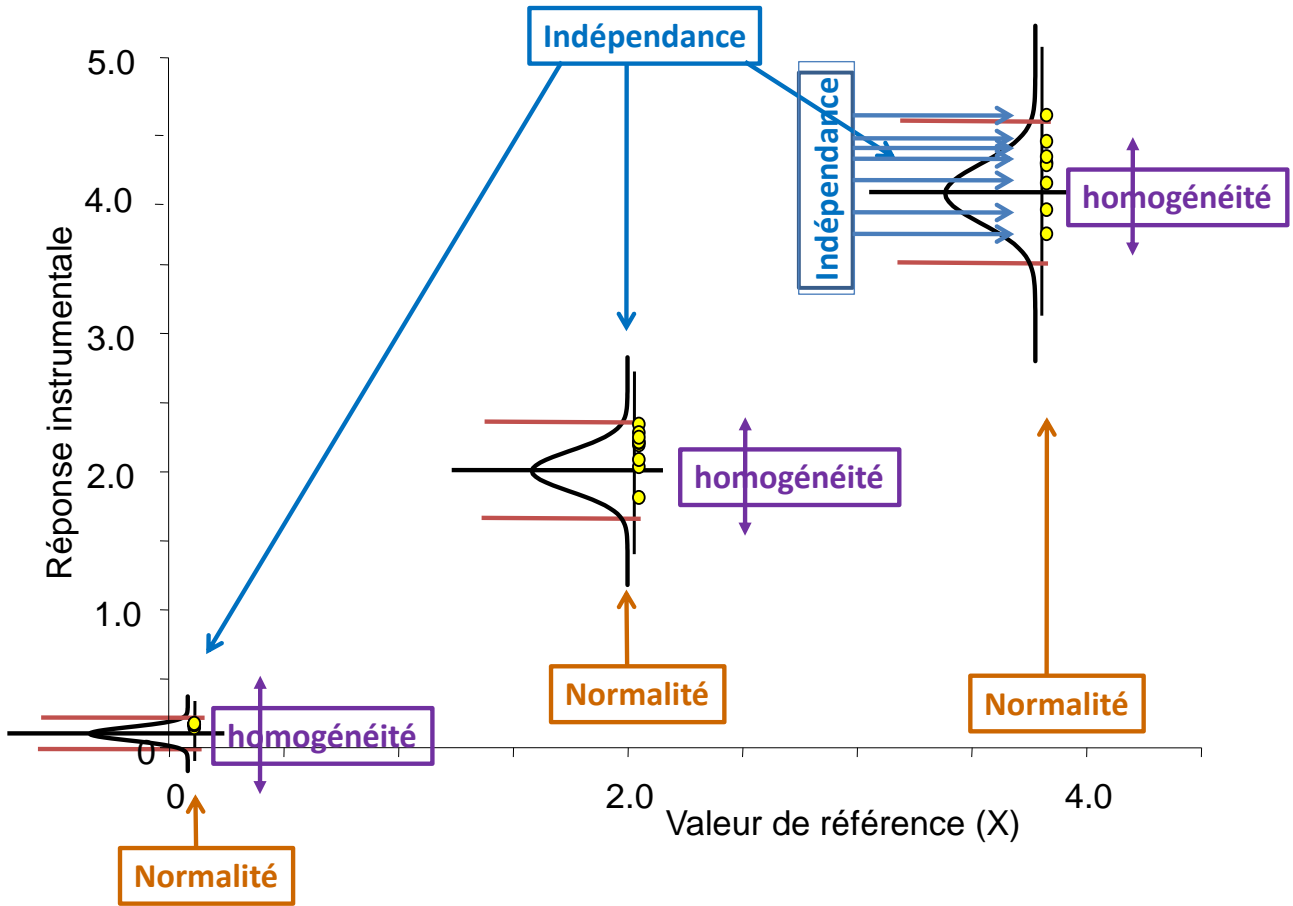 Indépendance
5.0
Indépendance
4.0
homogénéité
Réponse instrumentale
3.0
2.0
homogénéité
1.0
Normalité
Normalité
homogénéité
0
0
2.0
4.0
Valeur de référence (X)
Normalité